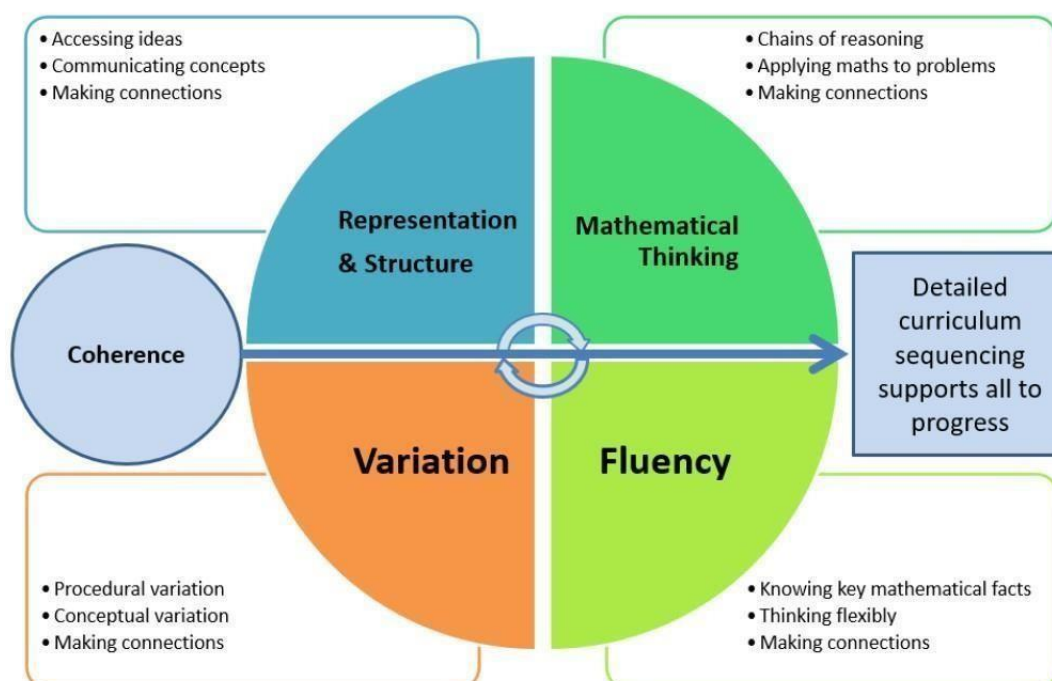 • Accessing ideas
• Communicating concepts
• Making connections
• Chains of reasoning
• Applying maths to problems
• Making connections
Representation
& Structure
Mathematical
Thinking
Coherence
Detailed
curriculum
sequencing
supports all to
progress
Variation
Fluency
• Procedural variation
• Conceptual variation
• Making connections
• Knowing key mathematical facts
• Thinking flexibly
• Making connections